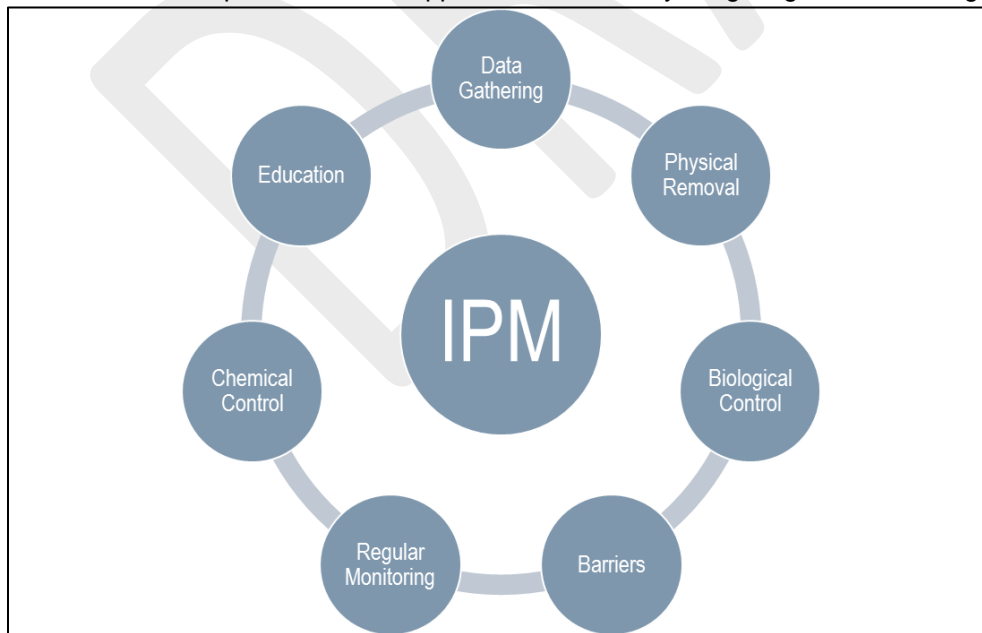 Data
Gathering
Physical
Removal
Biological
Control
Barriers
Regular
Monitoring
Chemical
Control
Education
IPM